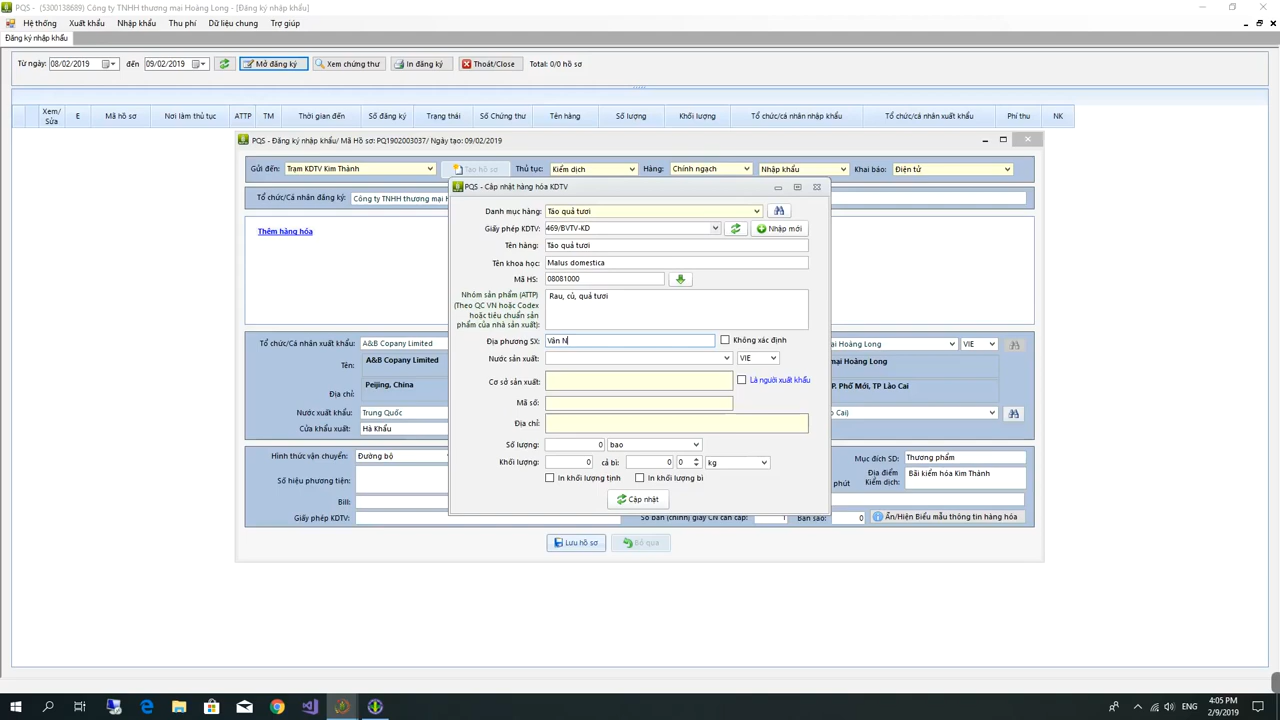 PQS - (5300138689) Công ty TNHH thương mại Hoàng Long - [Đăng ký nhập khẩu]
Hệ thống Xuất khẩu Nhập khẩu Thu phí Dữ liệu chung Trợ giúp
Đăng ký nhập khẩu
Từ ngày: 08/02/2019 đến 09/02/2019 Mở đăng ký Xem chứng thư In đăng ký Thoát/Close Total: 0/0 hồ sơ
Xem/Sửa E Mã hồ sơ Nơi làm thủ tục ATTP TM Thời gian đến Số đăng ký Trạng thái Số Chứng thư Tên hàng Số lượng Khối lượng Tổ chức/cá nhân nhập khẩu Tổ chức/cá nhân xuất khẩu Phí thu NK
PQS - Đăng ký nhập khẩu/ Mã Hồ sơ: PQ1902003037/ Ngày tạo: 09/02/2019
Gửi đến: Trạm KDTV Kim Thành Tạo hồ sơ Thủ tục: Kiểm dịch Hàng: Chính ngạch Nhập khẩu Khai báo: Điện tử
Tổ chức/Cá nhân đăng ký: Công ty TNHH thương mại H
Thêm hàng hóa
PQS - Cập nhật hàng hóa KDTV
Danh mục hàng: Táo quả tươi
Giấy phép KDTV: 469/BVTV-KD Nhập mới
Tên hàng: Táo quả tươi
Tên khoa học: Malus domestica
Mã HS: 08081000
Nhóm sản phẩm (ATTP) Rau, củ, quả tươi
(Theo QC VN hoặc Codex
hoặc tiêu chuẩn sản
phẩm của nhà sản xuất):
Địa phương SX: Vân N Không xác định
Nước sản xuất: VIE
Cơ sở sản xuất: Là người xuất khẩu
Mã số:
Địa chỉ:
Số lượng: 0 bao
Khối lượng: 0 cả bì: 0 0 kg
In khối lượng tịnh In khối lượng bì
Cập nhật
Tổ chức/Cá nhân xuất khẩu: A&B Copany Limited
Tên: A&B Copany Limited
Địa chỉ: Peijing, China
Nước xuất khẩu: Trung Quốc
Cửa khẩu xuất: Hà Khẩu
mại Hoàng Long VIE
mại Hoàng Long
P. Phố Mới, TP Lào Cai
o Cai)
Hình thức vận chuyển: Đường bộ
Số hiệu phương tiện:
Bill:
Giấy phép KDTV:
Mục đích SD: Thương phẩm
phút Địa điểm Kiểm dịch: Bãi kiểm hóa Kim Thành
Số bản (chính) giấy CN cần cấp: 1 Bản sao: 0 Ẩn/Hiện Biểu mẫu thông tin hàng hóa
Lưu hồ sơ Bỏ qua
ENG
4:05 PM
2/9/2019